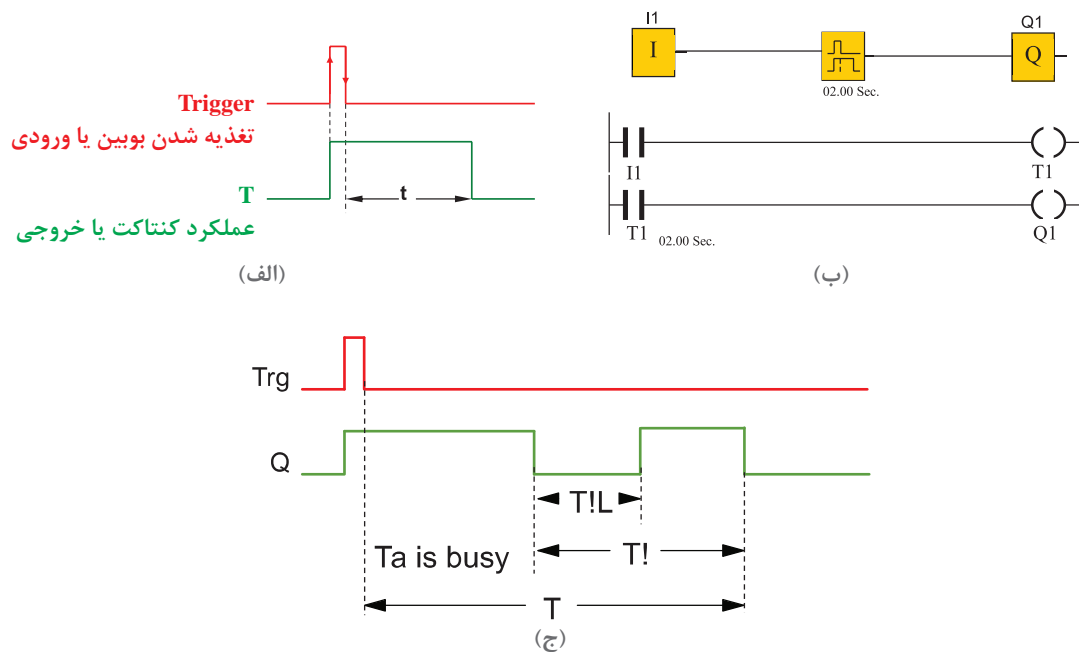 Trigger
تغذیه شدن بوبین یا ورودی
t
T
عملکرد کنتاکت یا خروجی
(الف)
I1
I
02.00 Sec.
Q1
Q
I1
T1
T1
02.00 Sec.
Q1
(ب)
Trg
Q
T!L
Ta is busy
T!
T
(ج)